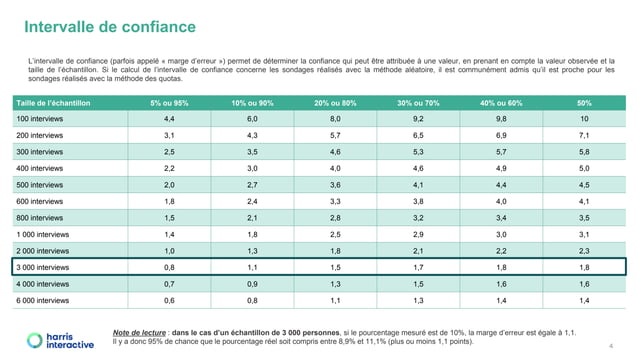 Intervalle de confiance
L'intervalle de confiance (parfois appelé « marge d'erreur ») permet de déterminer la confiance qui peut être attribuée à une valeur, en prenant en compte la valeur observée et la
taille de l'échantillon. Si le calcul de l'intervalle de confiance concerne les sondages réalisés avec la méthode aléatoire, il est communément admis qu'il est proche pour les
sondages réalisés avec la méthode des quotas.
Taille de l'échantillon 5% ou 95% 10% ou 90% 20% ou 80% 30% ou 70% 40% ou 60% 50%
100 interviews 4,4 6,0 8,0 9,2 9,8 10
200 interviews 3,1 4,3 5,7 6,5 6,9 7,1
300 interviews 2,5 3,5 4,6 5,3 5,7 5,8
400 interviews 2,2 3,0 4,0 4,6 4,9 5,0
500 interviews 2,0 2,7 3,6 4,1 4,4 4,5
600 interviews 1,8 2,4 3,3 3,8 4,0 4,1
800 interviews 1,5 2,1 2,8 3,2 3,4 3,5
1 000 interviews 1,4 1,8 2,5 2,9 3,0 3,1
2 000 interviews 1,0 1,3 1,8 2,1 2,2 2,3
3 000 interviews 0,8 1,1 1,5 1,7 1,8 1,8
4 000 interviews 0,7 0,9 1,3 1,5 1,6 1,6
6 000 interviews 0,6 0,8 1,1 1,3 1,4 1,4
harris
interactive
Note de lecture : dans le cas d'un échantillon de 3 000 personnes, si le pourcentage mesuré est de 10%, la marge d'erreur est égale à 1,1.
Il y a donc 95% de chance que le pourcentage réel soit compris entre 8,9% et 11,1% (plus ou moins 1,1 points).
4